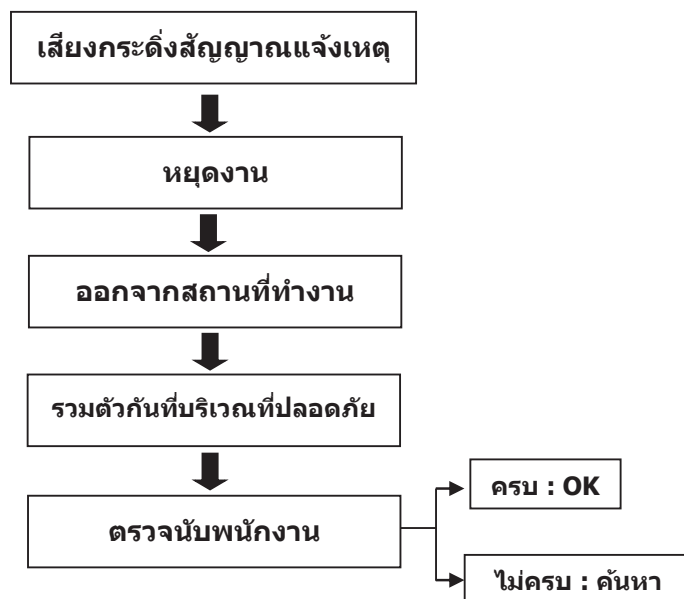 เสียงกระดิ่งสัญญาณแจ้งเหตุ
หยุดงาน
ออกจากสถานที่ทำงาน
รวมตัวกันที่บริเวณที่ปลอดภัย
ตรวจนับพนักงาน
ครบ : OK
ไม่ครบ : ค้นหา